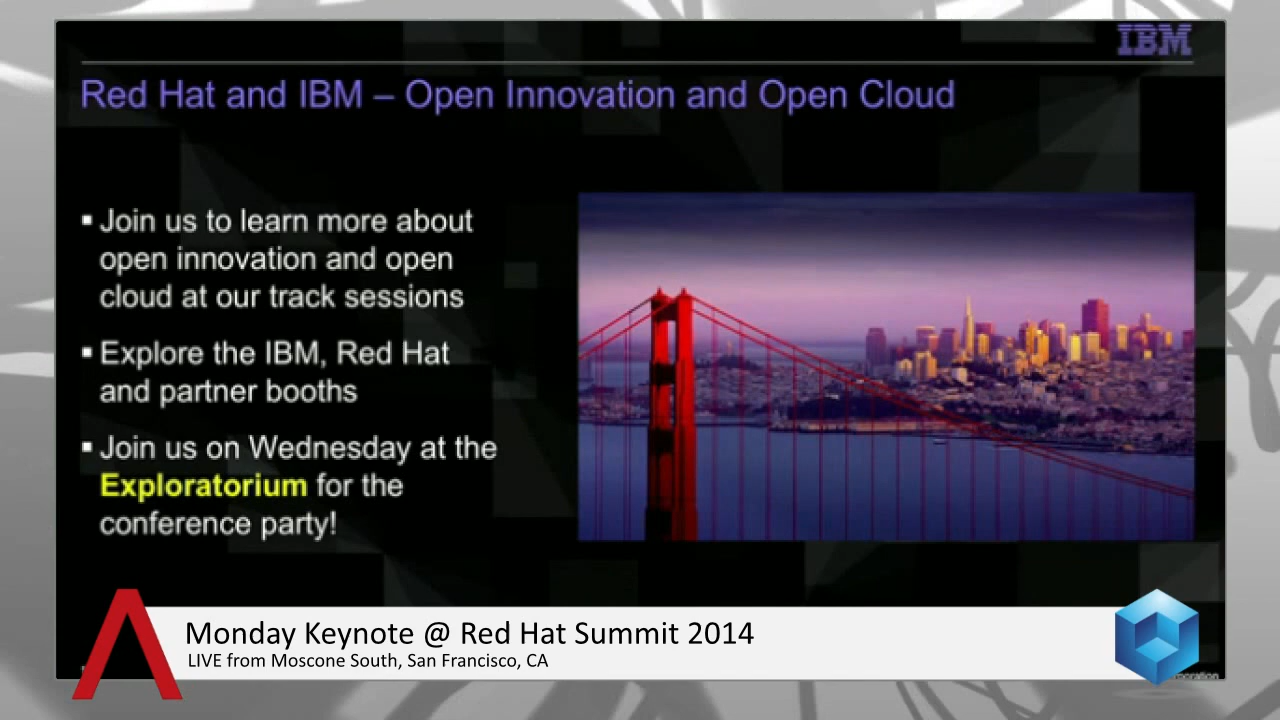 IBM
Red Hat and IBM – Open Innovation and Open Cloud
▪ Join us to learn more about
open innovation and open
cloud at our track sessions
▪ Explore the IBM, Red Hat
and partner booths
▪ Join us on Wednesday at the
Exploratorium for the
conference party!
Monday Keynote @ Red Hat Summit 2014
LIVE from Moscone South, San Francisco, CA